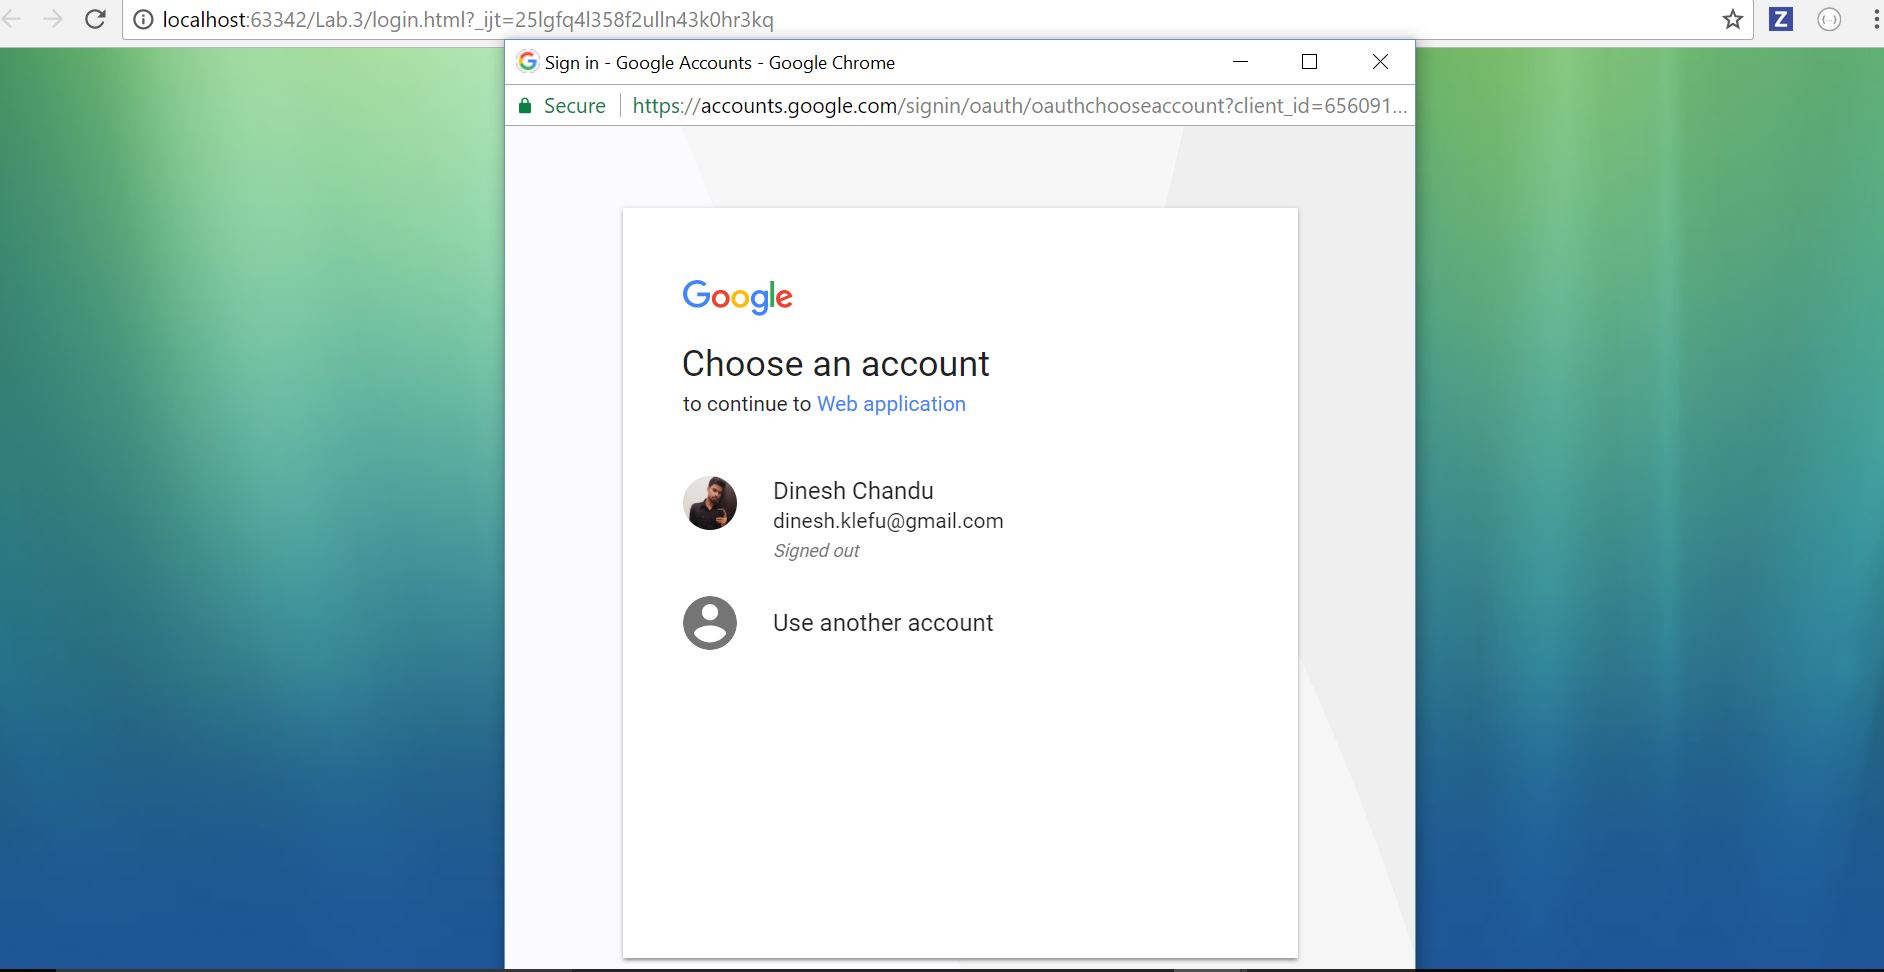 localhost:63342/Lab.3/login.html?_ijt=25lgfq4l358f2ulln43k0hr3kq
Z
{...}
Sign in - Google Accounts - Google Chrome
Secure
https://accounts.google.com/signin/oauth/oauthchooseaccount?client_id=656091...
Google
Choose an account
to continue to Web application
Dinesh Chandu
dinesh.klefu@gmail.com
Signed out
Use another account